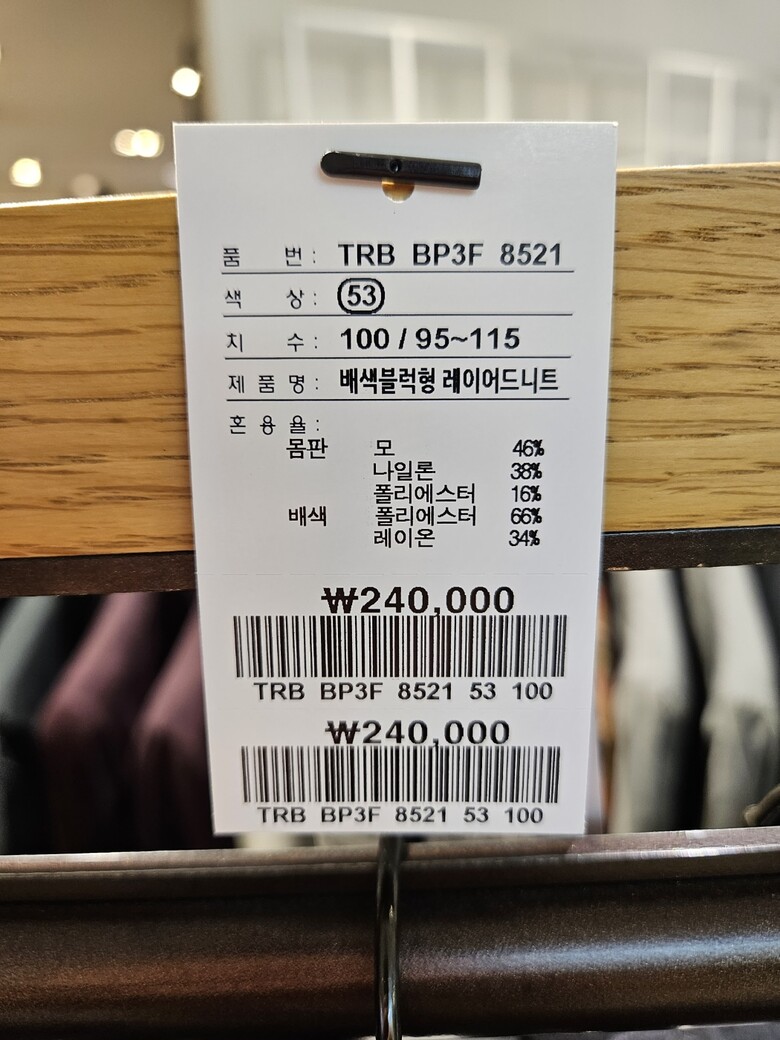 품 번 : TRB BP3F 8521
색 상 : 53
치 수 : 100 / 95~115
제 품 명 : 배색블럭형 레이어드니트
혼 용 율 :
몸판 모 46%
나일론 38%
폴리에스터 16%
배색 폴리에스터 66%
레이온 34%
₩240,000
TRB BP3F 8521 53 100
₩240,000
TRB BP3F 8521 53 100